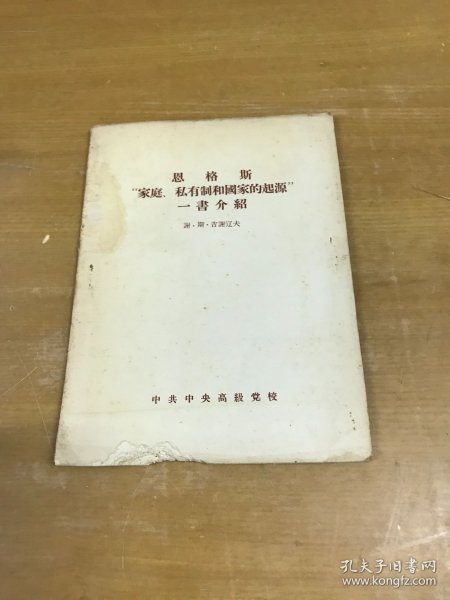 恩格斯
“家庭、私有制和國家的起源”
一書介紹
謝·斯·吉謝辽夫
中共中央高級党校
孔夫子旧书网
www.kongfz.com